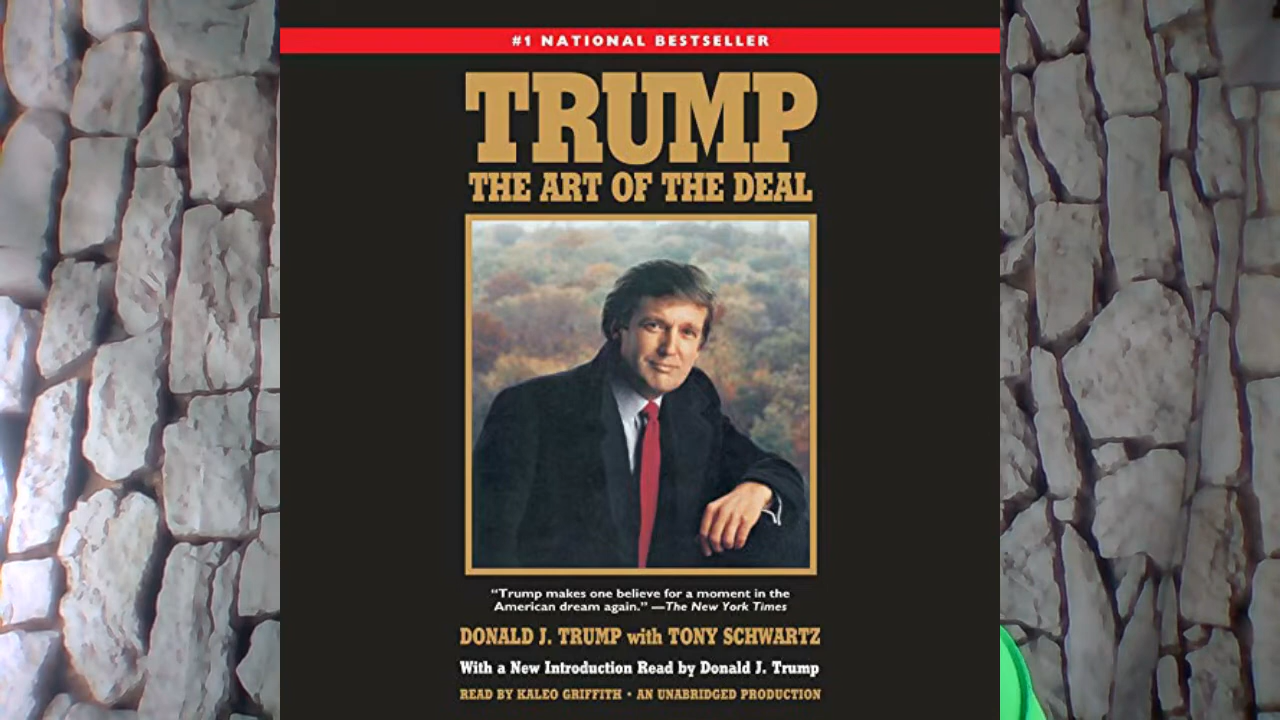 #1 NATIONAL BESTSELLER
TRUMP
THE ART OF THE DEAL
“Trump makes one believe for a moment in the
American dream again.” —The New York Times
DONALD J. TRUMP with TONY SCHWARTZ
With a New Introduction Read by Donald J. Trump
READ BY KALEO GRIFFITH • AN UNABRIDGED PRODUCTION